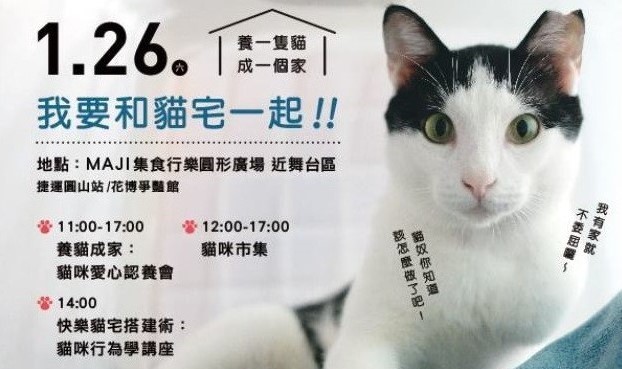 1.26 六
養一隻貓
成一個家
我要和貓宅一起!!
地點：MAJI集食行樂圓形廣場 近舞台區
捷運圓山站/花博爭豔館
11:00-17:00
養貓成家：
貓咪愛心認養會
12:00-17:00
貓咪市集
14:00
快樂貓宅搭建術：
貓咪行為學講座
貓奴你知道
該怎麼做了吧～
我有家就
不委屈囉～